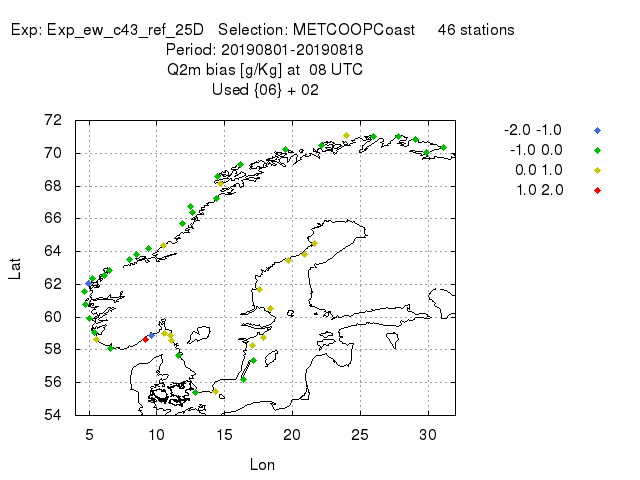 Exp: Exp_ew_c43_ref_25D   Selection: METCOOPCoast     46 stations
Period: 20190801-20190818
Q2m bias [g/Kg] at  08 UTC
Used {06} + 02
-2.0 -1.0
-1.0 0.0
0.0 1.0
1.0 2.0
72
70
68
66
64
62
60
58
56
54
Lat
5 10 15 20 25 30
Lon